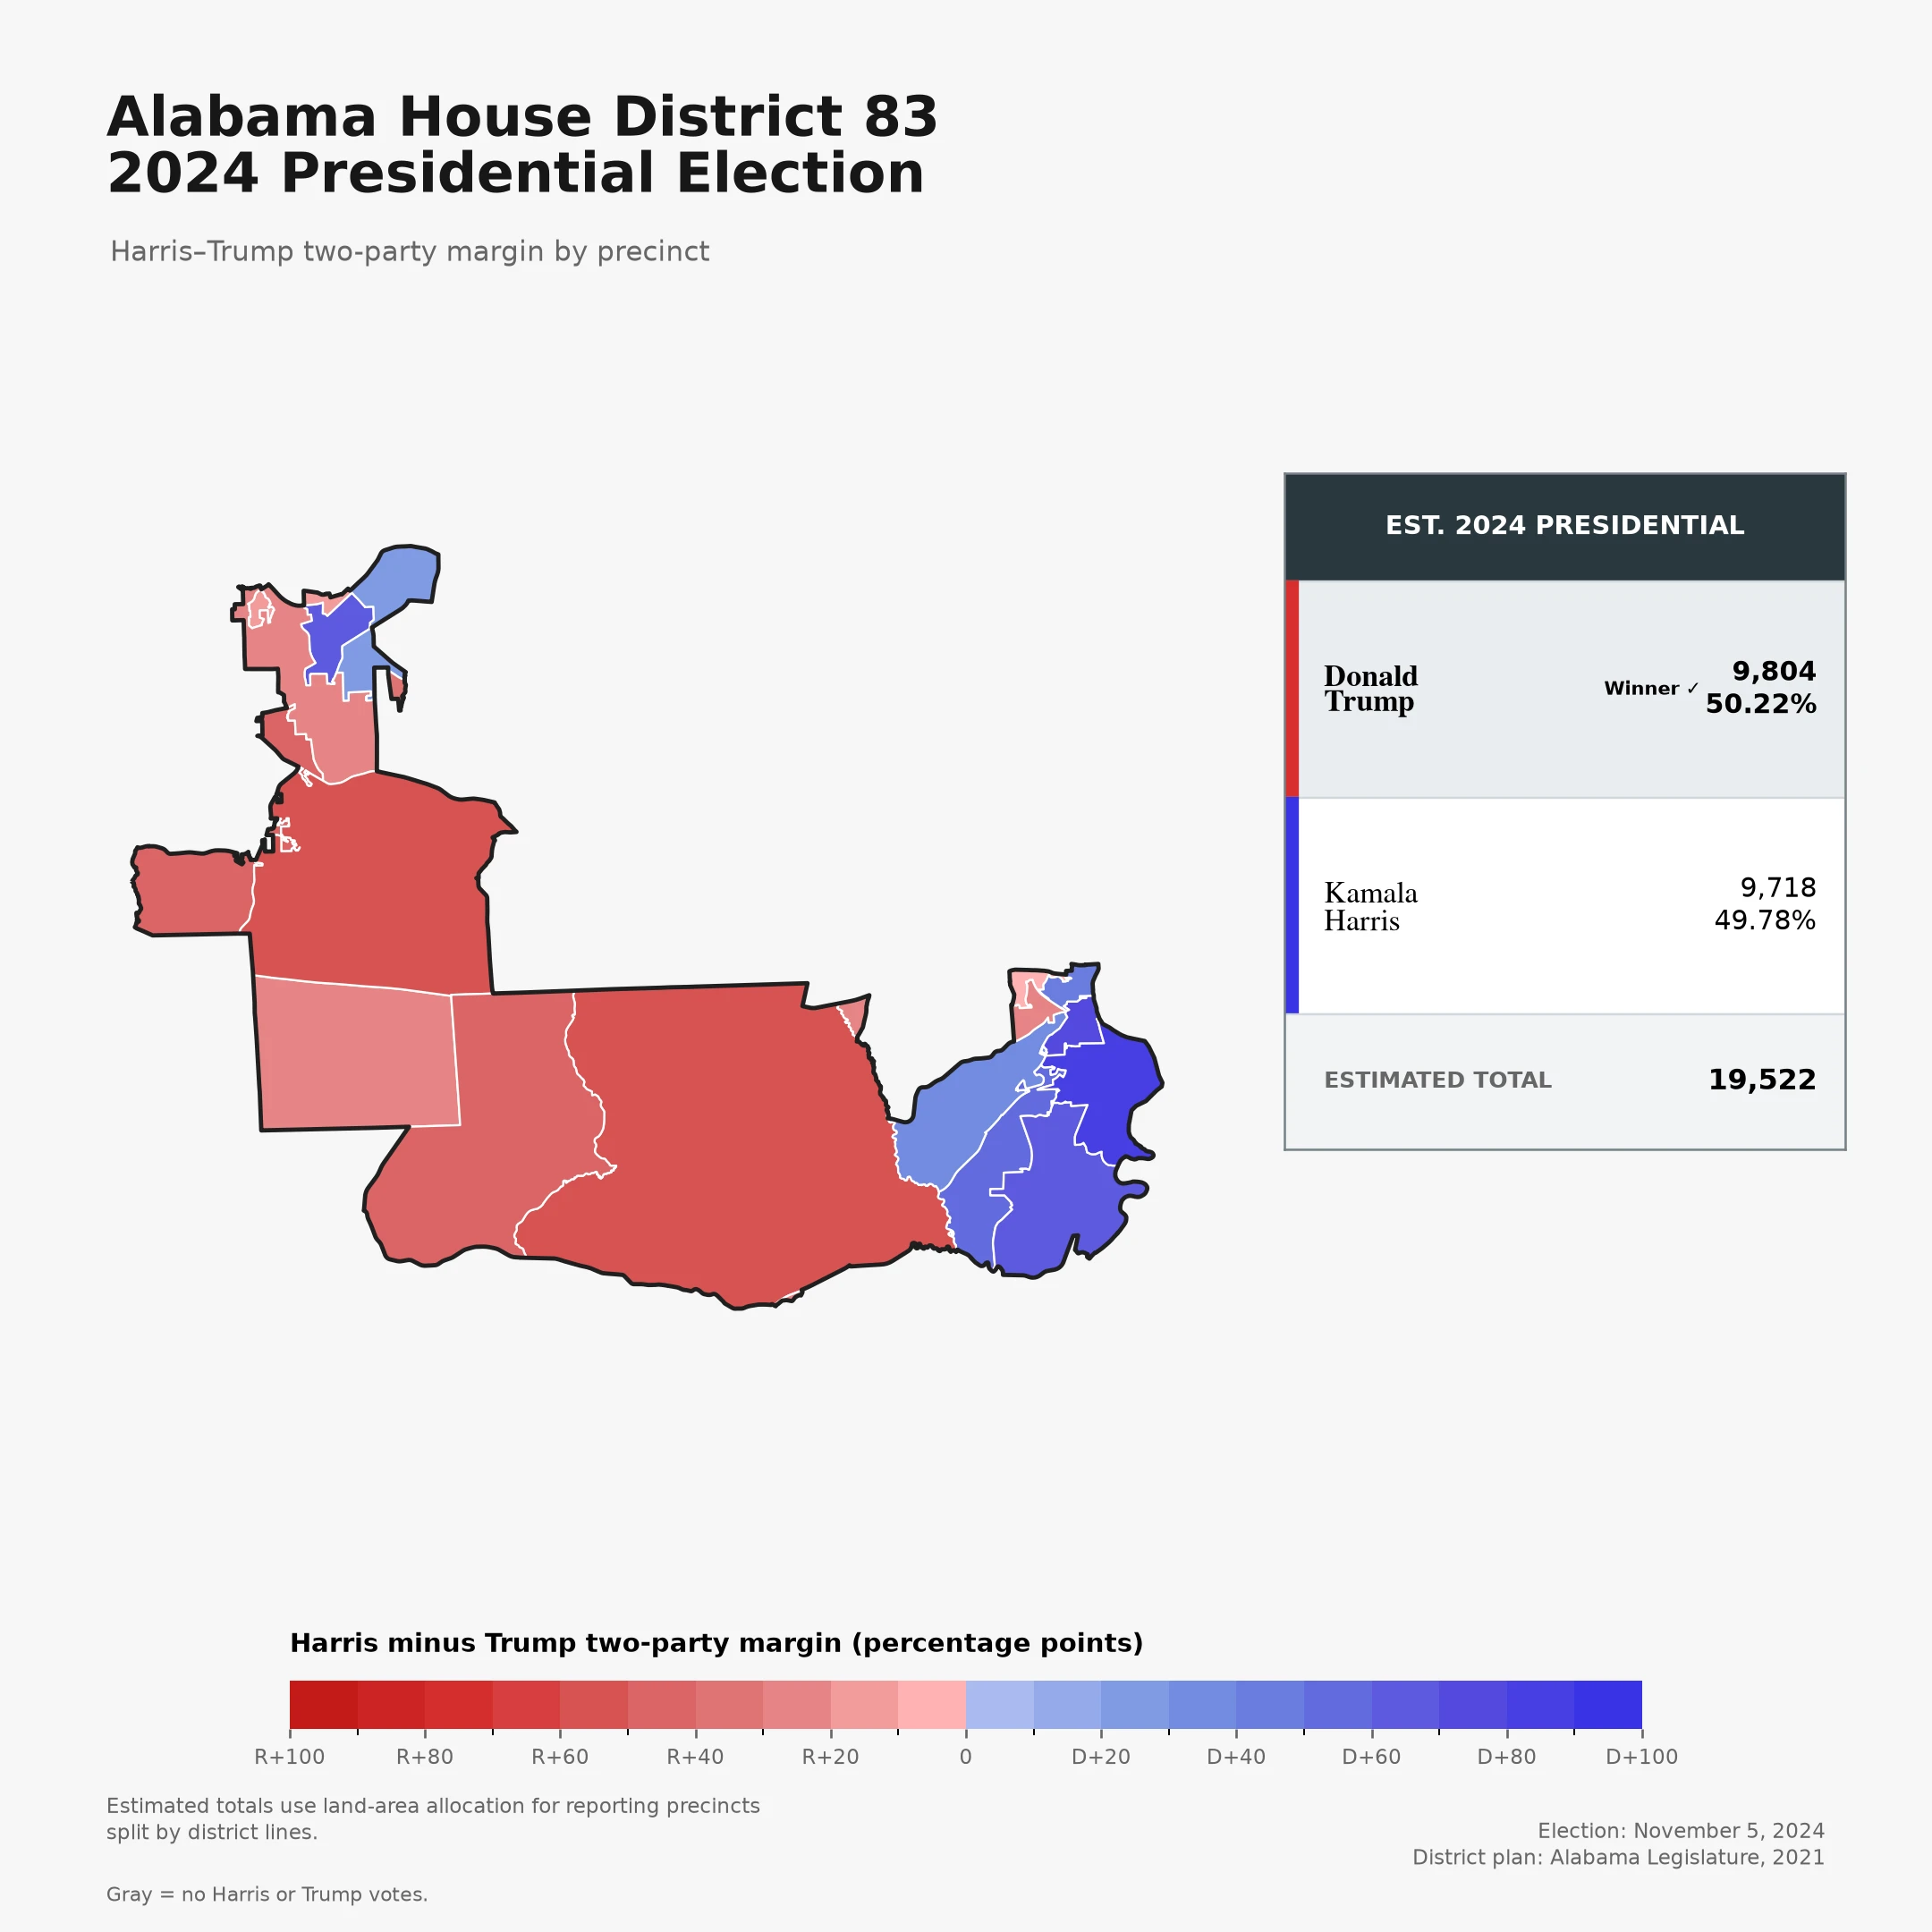 Alabama House District 83
2024 Presidential Election
Harris–Trump two-party margin by precinct
EST. 2024 PRESIDENTIAL
Donald
Trump
Winner ✓
9,804
50.22%
Kamala
Harris
9,718
49.78%
ESTIMATED TOTAL
19,522
Harris minus Trump two-party margin (percentage points)
R+100 R+80 R+60 R+40 R+20 0 D+20 D+40 D+60 D+80 D+100
Estimated totals use land-area allocation for reporting precincts
split by district lines.
Gray = no Harris or Trump votes.
Election: November 5, 2024
District plan: Alabama Legislature, 2021